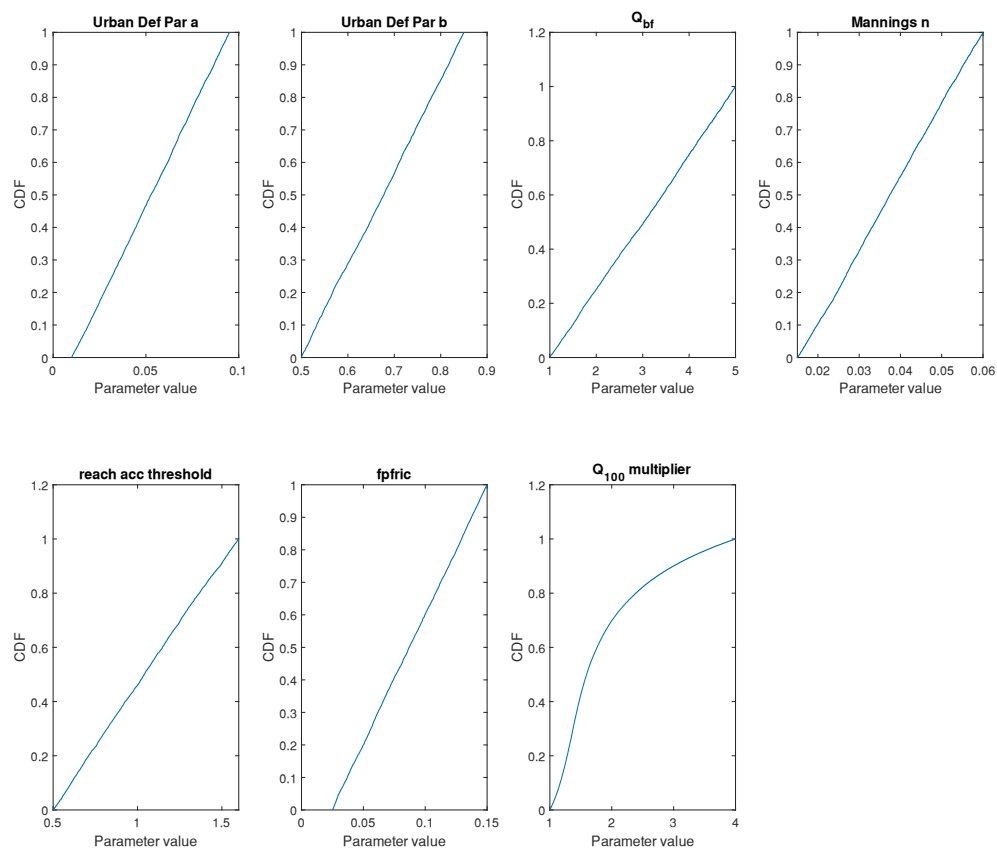 Urban Def Par a
Urban Def Par b
Q_bf
Mannings n
1
0.9
0.8
0.7
0.6
0.5
0.4
0.3
0.2
0.1
0
CDF
0 0.05 0.1
Parameter value
1
0.9
0.8
0.7
0.6
0.5
0.4
0.3
0.2
0.1
0
CDF
0.5 0.6 0.7 0.8 0.9
Parameter value
1.2
1
0.8
0.6
0.4
0.2
0
CDF
1 2 3 4 5
Parameter value
1
0.9
0.8
0.7
0.6
0.5
0.4
0.3
0.2
0.1
0
CDF
0.02 0.03 0.04 0.05 0.06
Parameter value
reach acc threshold
fpfric
Q_100 multiplier
1.2
1
0.8
0.6
0.4
0.2
0
CDF
0.5 1 1.5
Parameter value
1
0.9
0.8
0.7
0.6
0.5
0.4
0.3
0.2
0.1
0
CDF
0 0.05 0.1 0.15
Parameter value
1.2
1
0.8
0.6
0.4
0.2
0
CDF
1 2 3 4
Parameter value